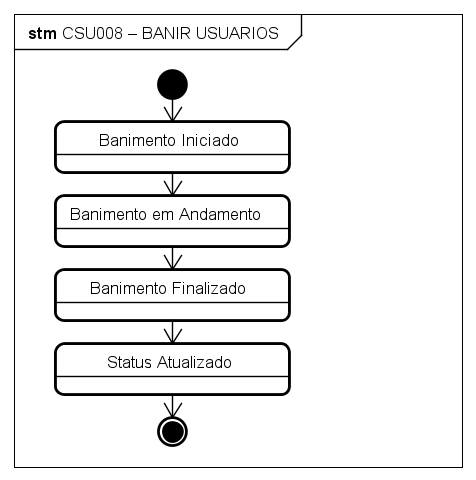 stm CSU008 – BANIR USUARIOS
Banimento Iniciado
Banimento em Andamento
Banimento Finalizado
Status Atualizado